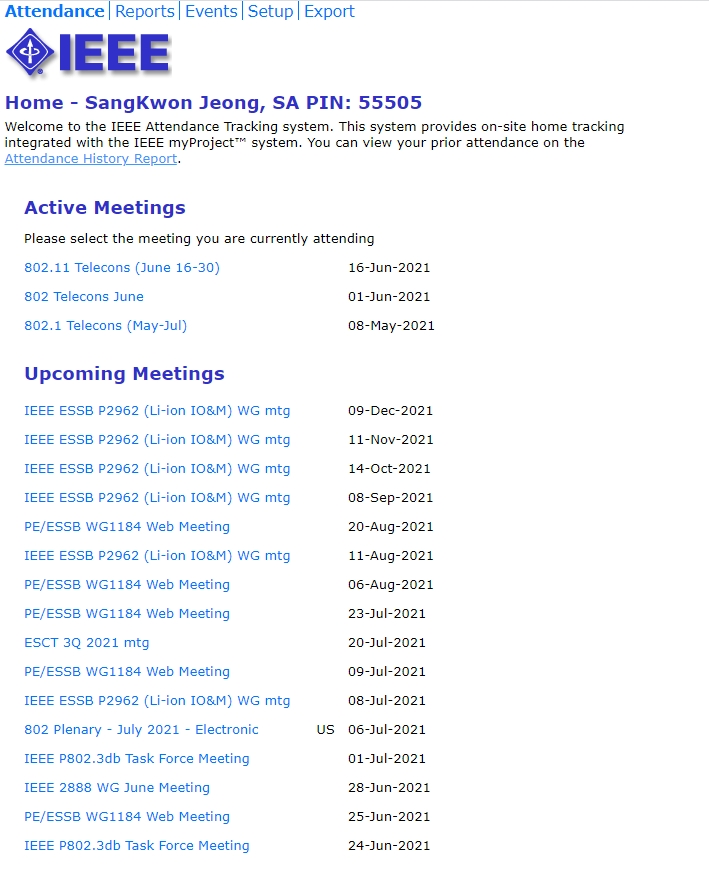 Attendance | Reports | Events | Setup | Export
IEEE
Home - SangKwon Jeong, SA PIN: 55505
Welcome to the IEEE Attendance Tracking system. This system provides on-site home tracking
integrated with the IEEE myProject™ system. You can view your prior attendance on the
Attendance History Report.
Active Meetings
Please select the meeting you are currently attending
802.11 Telecons (June 16-30) 16-Jun-2021
802 Telecons June 01-Jun-2021
802.1 Telecons (May-Jul) 08-May-2021
Upcoming Meetings
IEEE ESSB P2962 (Li-ion IO&M) WG mtg 09-Dec-2021
IEEE ESSB P2962 (Li-ion IO&M) WG mtg 11-Nov-2021
IEEE ESSB P2962 (Li-ion IO&M) WG mtg 14-Oct-2021
IEEE ESSB P2962 (Li-ion IO&M) WG mtg 08-Sep-2021
PE/ESSB WG1184 Web Meeting 20-Aug-2021
IEEE ESSB P2962 (Li-ion IO&M) WG mtg 11-Aug-2021
PE/ESSB WG1184 Web Meeting 06-Aug-2021
PE/ESSB WG1184 Web Meeting 23-Jul-2021
ESCT 3Q 2021 mtg 20-Jul-2021
PE/ESSB WG1184 Web Meeting 09-Jul-2021
IEEE ESSB P2962 (Li-ion IO&M) WG mtg 08-Jul-2021
802 Plenary - July 2021 - Electronic US 06-Jul-2021
IEEE P802.3db Task Force Meeting 01-Jul-2021
IEEE 2888 WG June Meeting 28-Jun-2021
PE/ESSB WG1184 Web Meeting 25-Jun-2021
IEEE P802.3db Task Force Meeting 24-Jun-2021